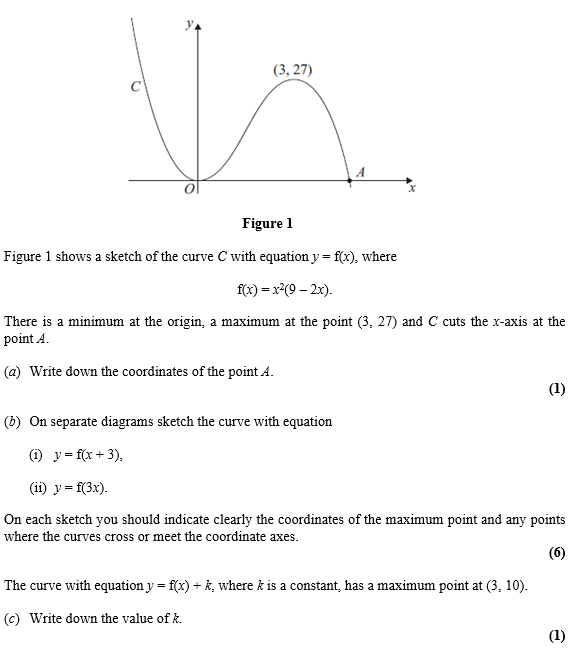 y
(3, 27)
C
A
O
x
Figure 1
Figure 1 shows a sketch of the curve C with equation y = f(x), where
f(x) = x²(9 – 2x).
There is a minimum at the origin, a maximum at the point (3, 27) and C cuts the x-axis at the
point A.
(a) Write down the coordinates of the point A.
(1)
(b) On separate diagrams sketch the curve with equation
(i) y = f(x + 3),
(ii) y = f(3x).
On each sketch you should indicate clearly the coordinates of the maximum point and any points
where the curves cross or meet the coordinate axes.
(6)
The curve with equation y = f(x) + k, where k is a constant, has a maximum point at (3, 10).
(c) Write down the value of k.
(1)